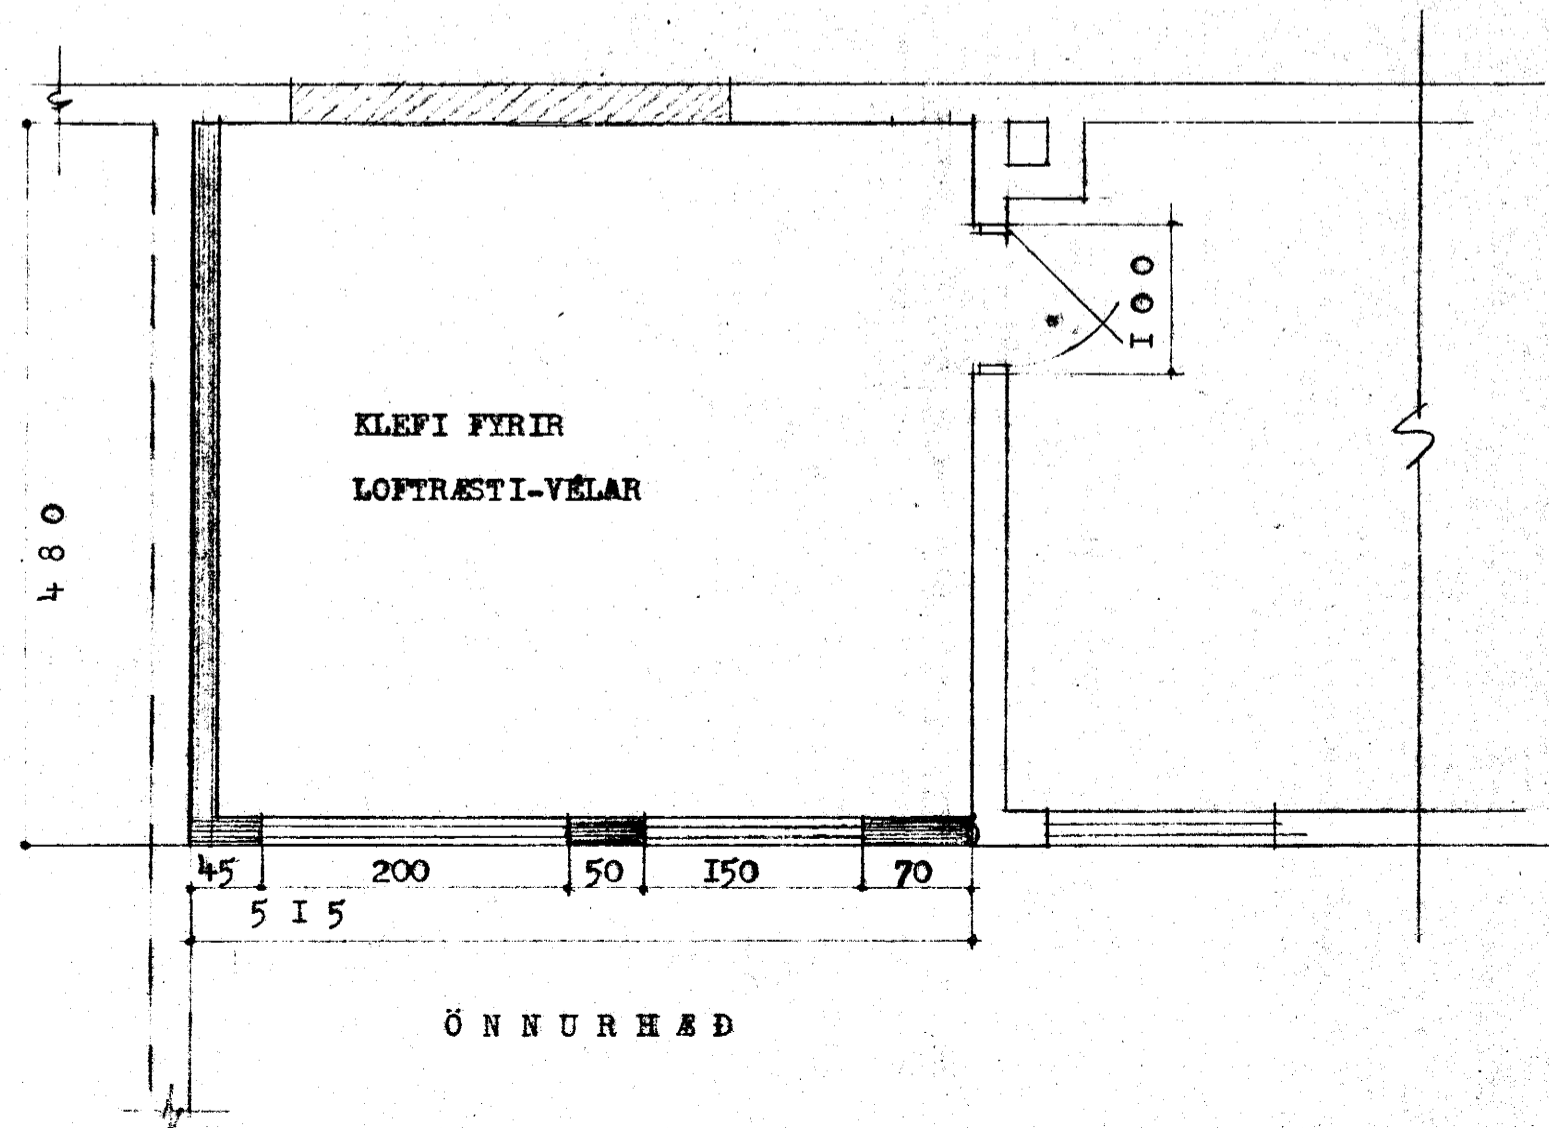 I00
KLEFI FYRIR
LOFTRÆSTI-VÉLAR
480
45 200 50 I50 70
5 I 5
Ö N N U R H Æ Ð